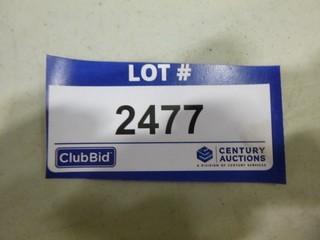 LOT #
2477
ClubBid
CENTURY
AUCTIONS
A DIVISION OF CENTURY SERVICES